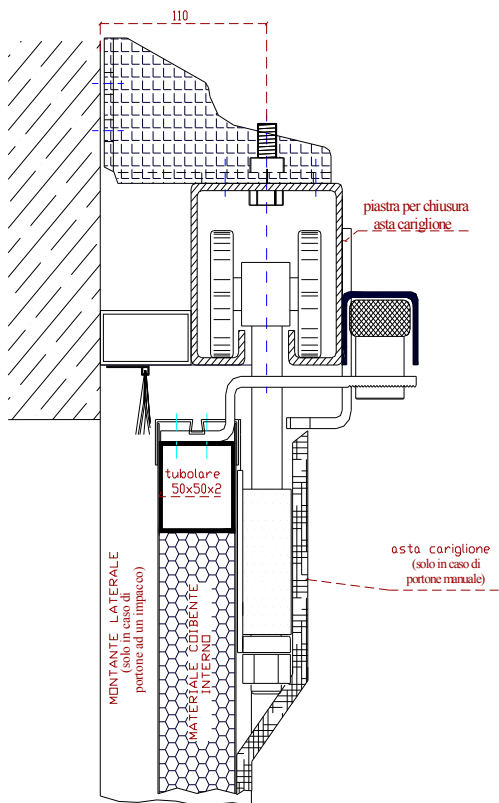 110
piastra per chiusura
asta cariglione
tubolare
50x50x2
asta cariglione
(solo in caso di
portone manuale)
MONTANTE LATERALE
(solo in caso di
portone ad un impacco)
MATERIALE COIBENTE
INTERNO